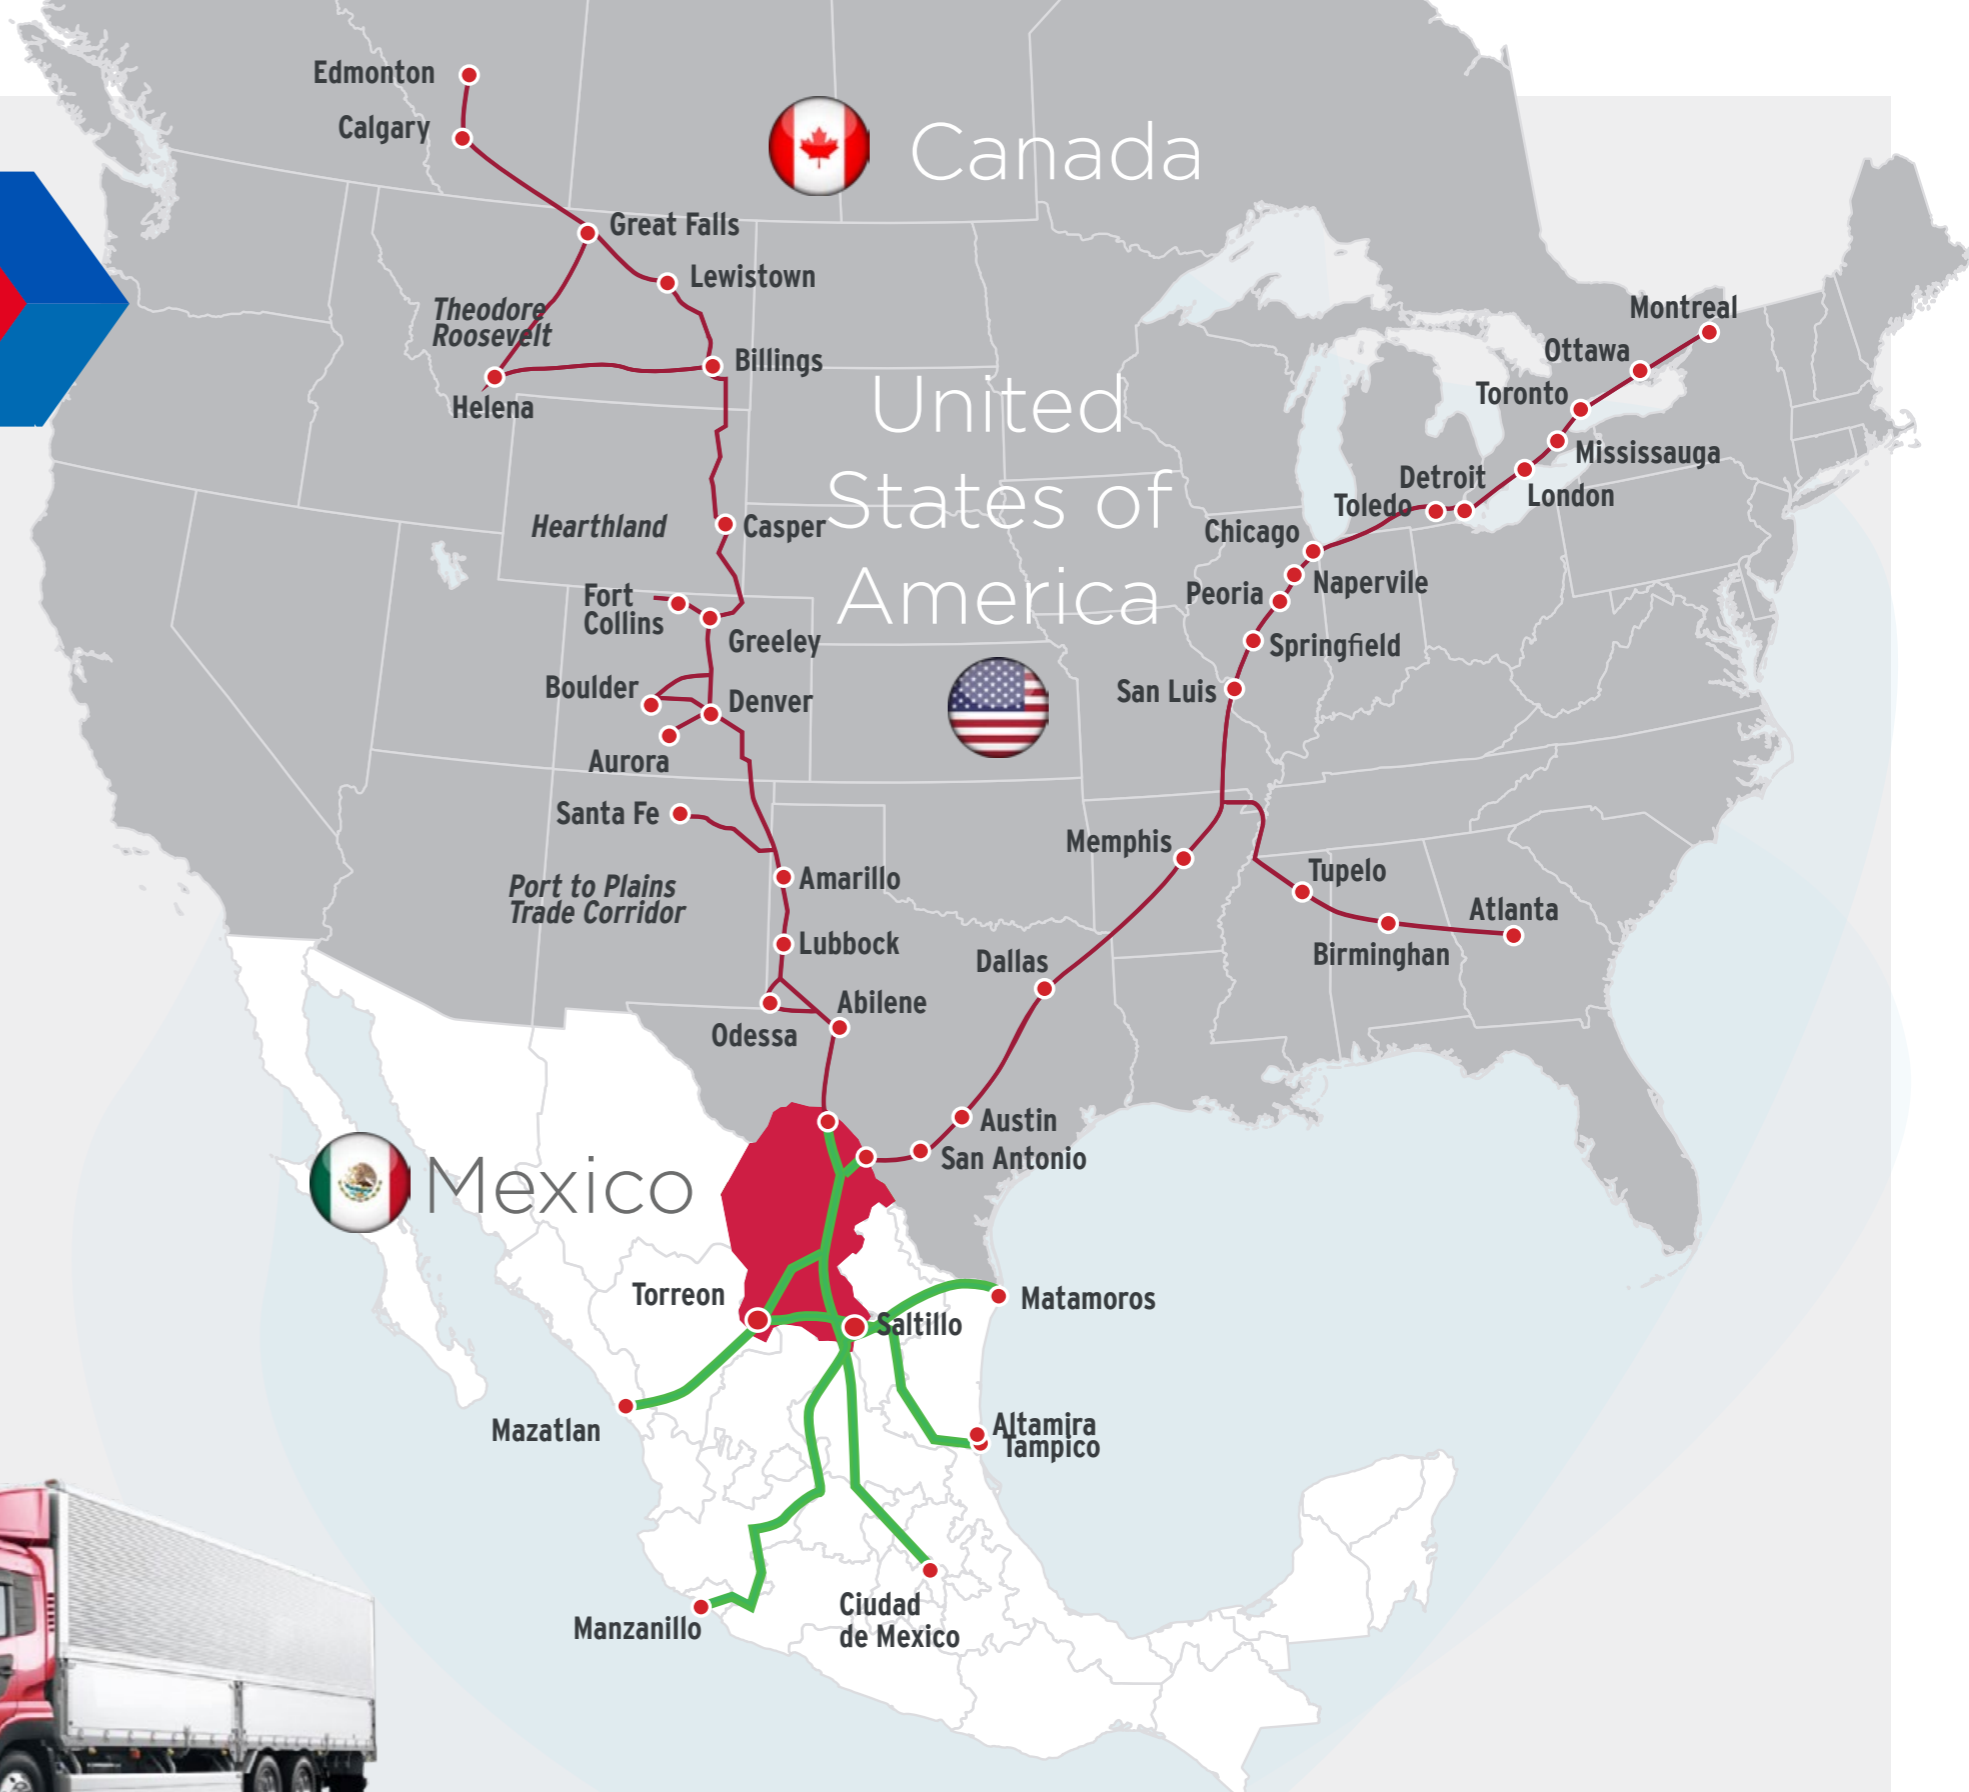 Edmonton
Calgary
Canada
Great Falls
Lewistown
Theodore
Roosevelt
Montreal
Ottawa
Billings
Toronto
Helena
United
States of
America
Mississauga
Detroit
London
Toledo
Hearthland
Casper
Chicago
Napervile
Peoria
Fort
Collins
Greeley
Springfield
Boulder
San Luis
Denver
Aurora
Santa Fe
Memphis
Tupelo
Amarillo
Port to Plains
Trade Corridor
Atlanta
Lubbock
Birminghan
Dallas
Abilene
Odessa
Austin
San Antonio
Mexico
Torreon
Matamoros
Saltillo
Mazatlan
Altamira
Tampico
Ciudad
de Mexico
Manzanillo